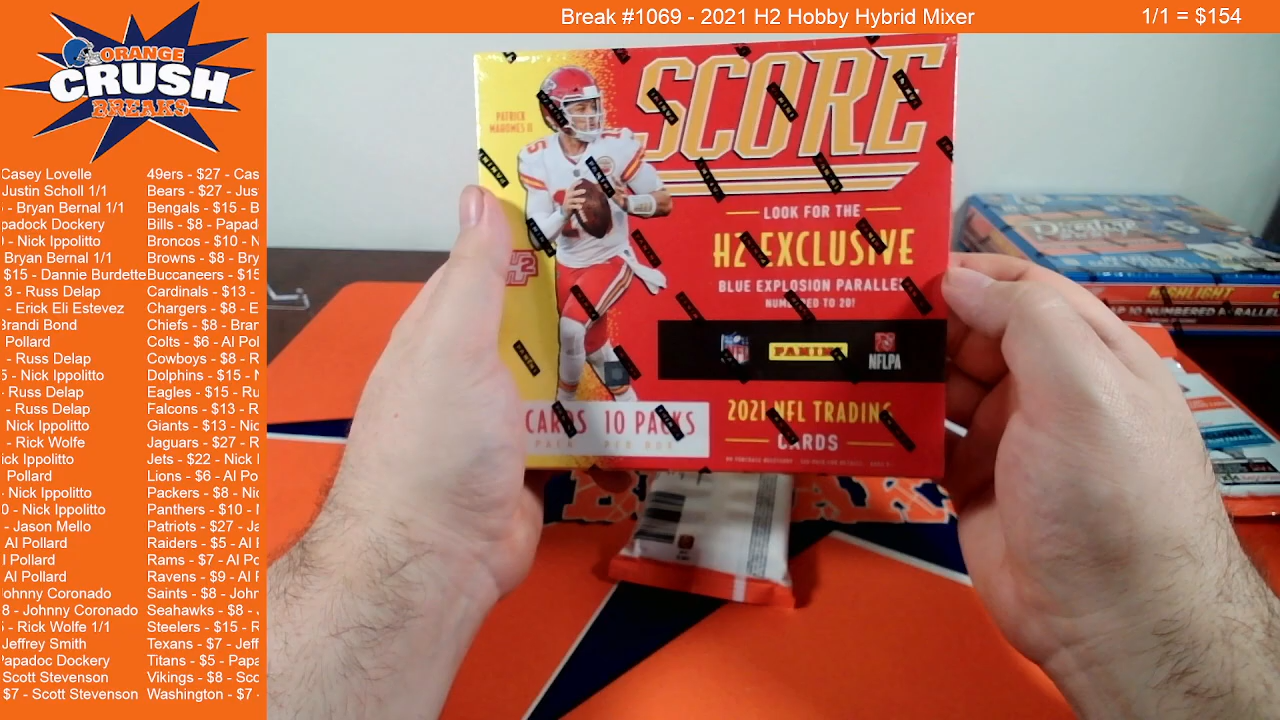 Break #1069 - 2021 H2 Hobby Hybrid Mixer
1/1 = $154
ORANGE
CRUSH
BREAKS
Casey Lovelle
Justin Scholl 1/1
- Bryan Bernal 1/1
padock Dockery
- Nick Ippolitto
Bryan Bernal 1/1
$15 - Dannie Burdette
3 - Russ Delap
- Erick Eli Estevez
Brandi Bond
Pollard
- Russ Delap
5 - Nick Ippolitto
- Russ Delap
- Russ Delap
Nick Ippolitto
- Rick Wolfe
ick Ippolitto
Pollard
- Nick Ippolitto
0 - Nick Ippolitto
- Jason Mello
Al Pollard
l Pollard
Al Pollard
ohnny Coronado
8 - Johnny Coronado
- Rick Wolfe 1/1
Jeffrey Smith
Papadoc Dockery
Scott Stevenson
$7 - Scott Stevenson
49ers - $27 - Cas
Bears - $27 - Jus
Bengals - $15 - B
Bills - $8 - Papad
Broncos - $10 - N
Browns - $8 - Bry
Buccaneers - $15
Cardinals - $13 -
Chargers - $8 - E
Chiefs - $8 - Bran
Colts - $6 - Al Pol
Cowboys - $8 - R
Dolphins - $15 - N
Eagles - $15 - Ru
Falcons - $13 - R
Giants - $13 - Nic
Jaguars - $27 - R
Jets - $22 - Nick I
Lions - $6 - Al Po
Packers - $8 - Nic
Panthers - $10 - N
Patriots - $27 - Ja
Raiders - $5 - Al F
Rams - $7 - Al Po
Ravens - $9 - Al F
Saints - $8 - John
Seahawks - $8 - J
Steelers - $15 - R
Texans - $7 - Jeff
Titans - $5 - Papa
Vikings - $8 - Sco
Washington - $7 -
PATRICK
MAHOMES II
SCORE
LOOK FOR THE
H2 EXCLUSIVE
BLUE EXPLOSION PARALLEL
NUMBERED TO 20!
H2
NFL
PANINI
NFLPA
CARDS 10 PACKS
PACK PER BOX
2021 NFL TRADING
CARDS
Prestige
HIGHLIGHT